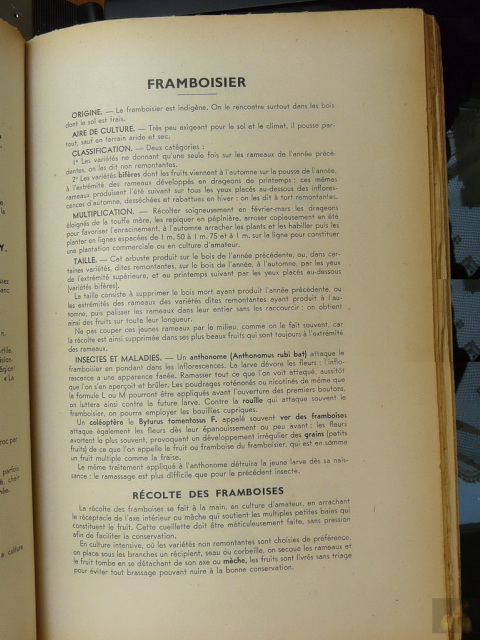 FRAMBOISIER
ORIGINE. — Le framboisier est indigène. On le rencontre surtout dans les bois
dont le sol est frais.
AIRE DE CULTURE. — Très peu exigeant pour le sol et le climat, il pousse par-
tout, sauf en terrain aride et sec.
CLASSIFICATION. — Deux catégories :
1º Les variétés ne donnant qu'une seule fois sur les rameaux de l'année précé-
dentes, on les dit non remontantes.
2º Les variétés bifères dont les fruits viennent à l'automne sur la pousse de l'année,
à l'extrémité des rameaux développés en drageons de printemps ; ces mêmes
rameaux produisent l'été suivant sur tous les yeux placés au-dessous des inflores-
cences d'automne, desséchées et rabattues en hiver : on les dit à tort remontantes.
MULTIPLICATION. — Récolter soigneusement en février-mars les drageons
éloignés de la touffe mère, les repiquer en pépinière, arroser copieusement en été
pour favoriser l'enracinement, à l'automne arracher les plants et les habiller puis les
planter en lignes espacées de 1 m. 50 à 1 m. 75 et à 1 m. sur la ligne pour constituer
une plantation commerciale ou en culture d'amateur.
TAILLE. — Cet arbuste produit sur le bois de l'année précédente, ou, dans cer-
taines variétés, dites remontantes, sur le bois de l'année, à l'automne, par les yeux
de l'extrémité supérieure, et au printemps suivant par les yeux placés au-dessous
(variétés bifères).
La taille consiste à supprimer le bois mort ayant produit l'année précédente, ou
les extrémités des rameaux des variétés dites remontantes ayant produit à l'au-
tomne, puis palisser les rameaux dans leur entier sans les raccourcir : on obtient
ainsi des fruits sur toute leur longueur.
Ne pas couper ces jeunes rameaux par le milieu, comme on le fait souvent, car
la récolte est ainsi supprimée dans ses plus beaux fruits qui sont toujours à l'extrémité
des rameaux.
INSECTES ET MALADIES. — Un anthonome (Anthonomus rubi bat) attaque le
framboisier en pondant dans les inflorescences. La larve dévore les fleurs : l'inflo-
rescence a une apparence fanée. Ramasser tout ce que l'on voit attaqué, aussitôt
que l'on s'en aperçoit et brûler. Les poudrages roténonés ou nicotinés de même que
le formule L ou M pourront être appliqués avant l'ouverture des premiers boutons,
on luttera ainsi contre la future larve. Contre la rouille qui attaque souvent le
framboisier, on pourra employer les bouillies cupriques.
Un coléoptère le Byturus tomentosus F. appelé souvent ver des framboises
attaque également les fleurs dès leur épanouissement ou peu avant : les fleurs
avortent le plus souvent, provoquant un développement irrégulier des grains (petits
fruits) de ce que l'on appelle le fruit ou framboise du framboisier, qui est en somme
un fruit multiple comme la fraise.
Le même traitement appliqué à l'anthonome détruira la jeune larve dès sa nais-
sance : le ramassage est plus difficile que pour le précédent insecte.
RÉCOLTE DES FRAMBOISES
La récolte des framboises se fait à la main, en culture d'amateur, en arrachant
le réceptacle de l'axe intérieur ou mèche qui soutient les multiples petites baies qui
constituent le fruit. Cette cueillette doit être méticuleusement faite, sans pression
afin de faciliter la conservation.
En culture intensive, où les variétés non remontantes sont choisies de préférence,
on place sous les branches un récipient, seau ou corbeille, on secoue les rameaux et
le fruit tombe en se détachant de son axe ou mèche, les fruits sont livrés sans triage
pour éviter tout brassage pouvant nuire à la bonne conservation.